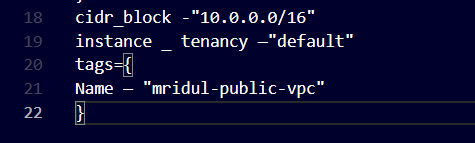 18 cidr_block -"10.0.0.0/16"
19 instance _ tenancy —"default"
20 tags={
21 Name — "mridul-public-vpc"
22 }